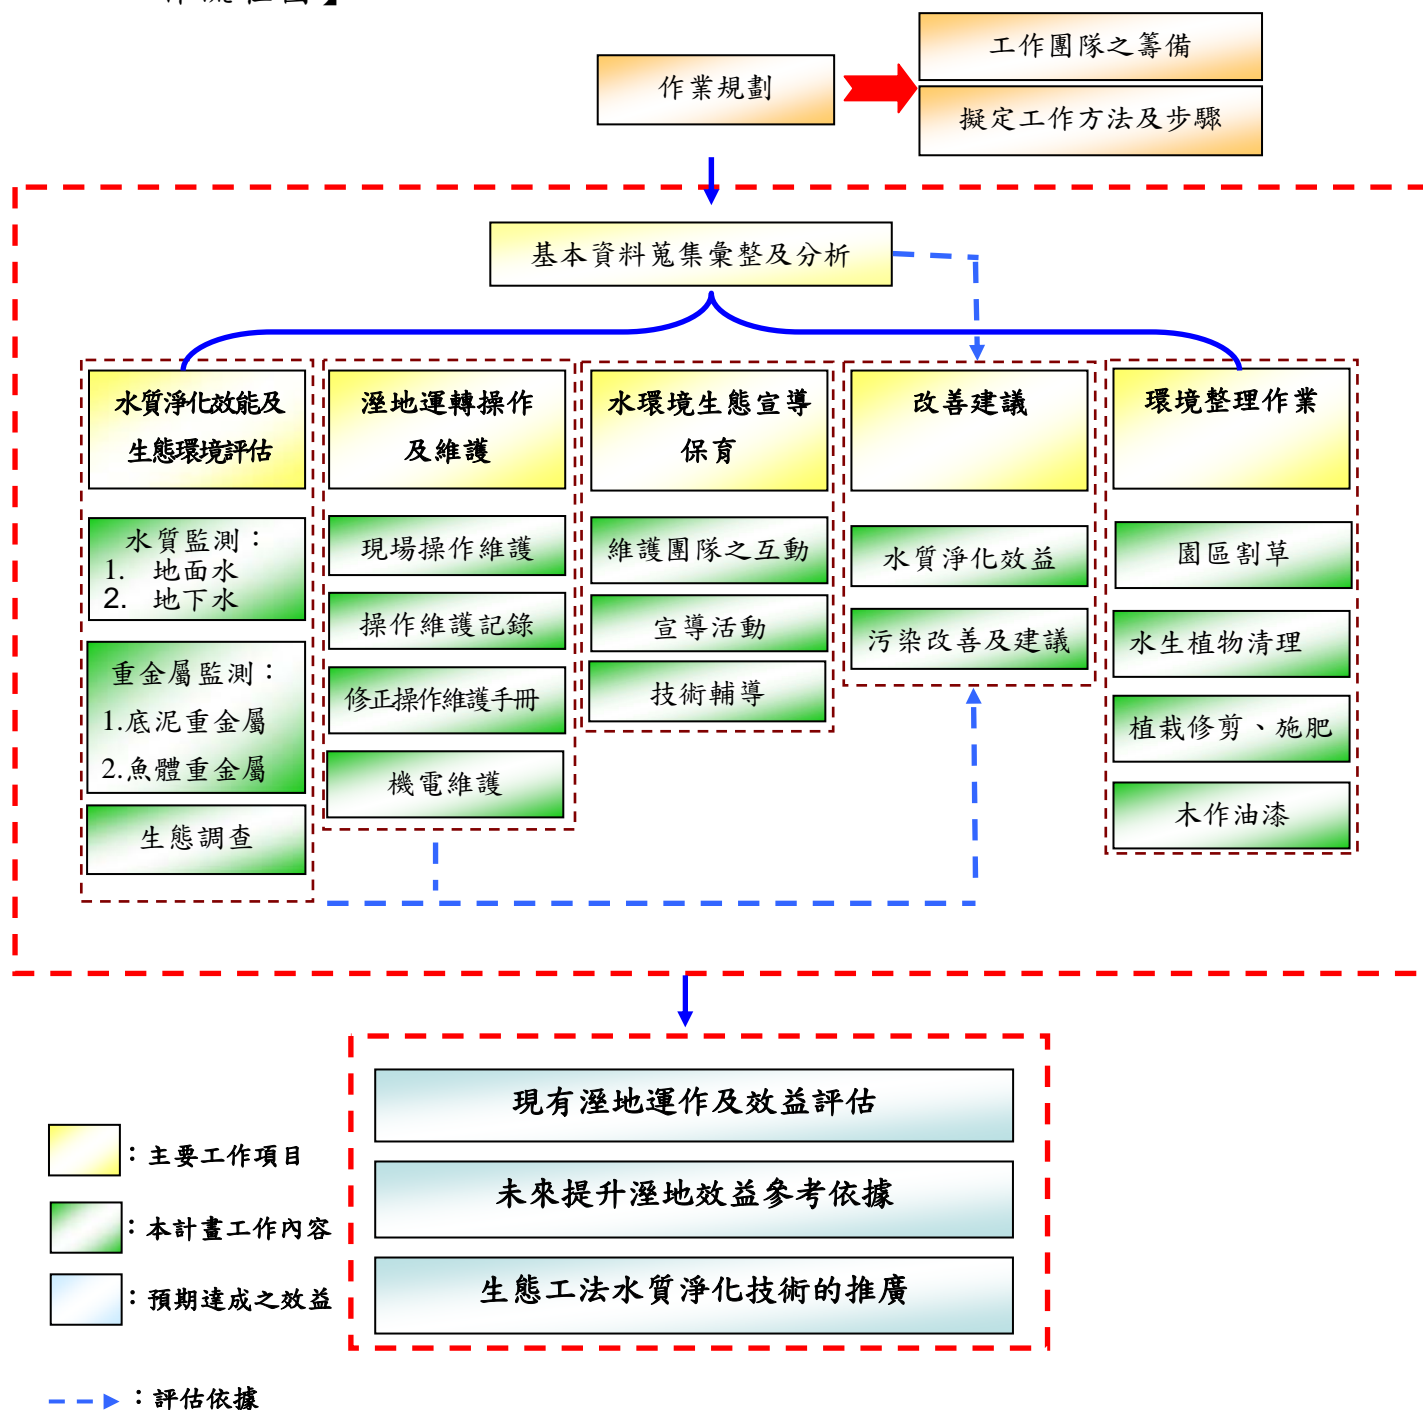 工作團隊之籌備
作業規劃
擬定工作方法及步驟
基本資料蒐集彙整及分析
水質淨化效能及
生態環境評估
水質監測：
1. 地面水
2. 地下水
重金屬監測：
1.底泥重金屬
2.魚體重金屬
生態調查
溼地運轉操作
及維護
現場操作維護
操作維護記錄
修正操作維護手冊
機電維護
水環境生態宣導
保育
維護團隊之互動
宣導活動
技術輔導
改善建議
水質淨化效益
污染改善及建議
環境整理作業
園區割草
水生植物清理
植栽修剪、施肥
木作油漆
現有溼地運作及效益評估
未來提升溼地效益參考依據
生態工法水質淨化技術的推廣
：主要工作項目
：本計畫工作內容
：預期達成之效益
：評估依據